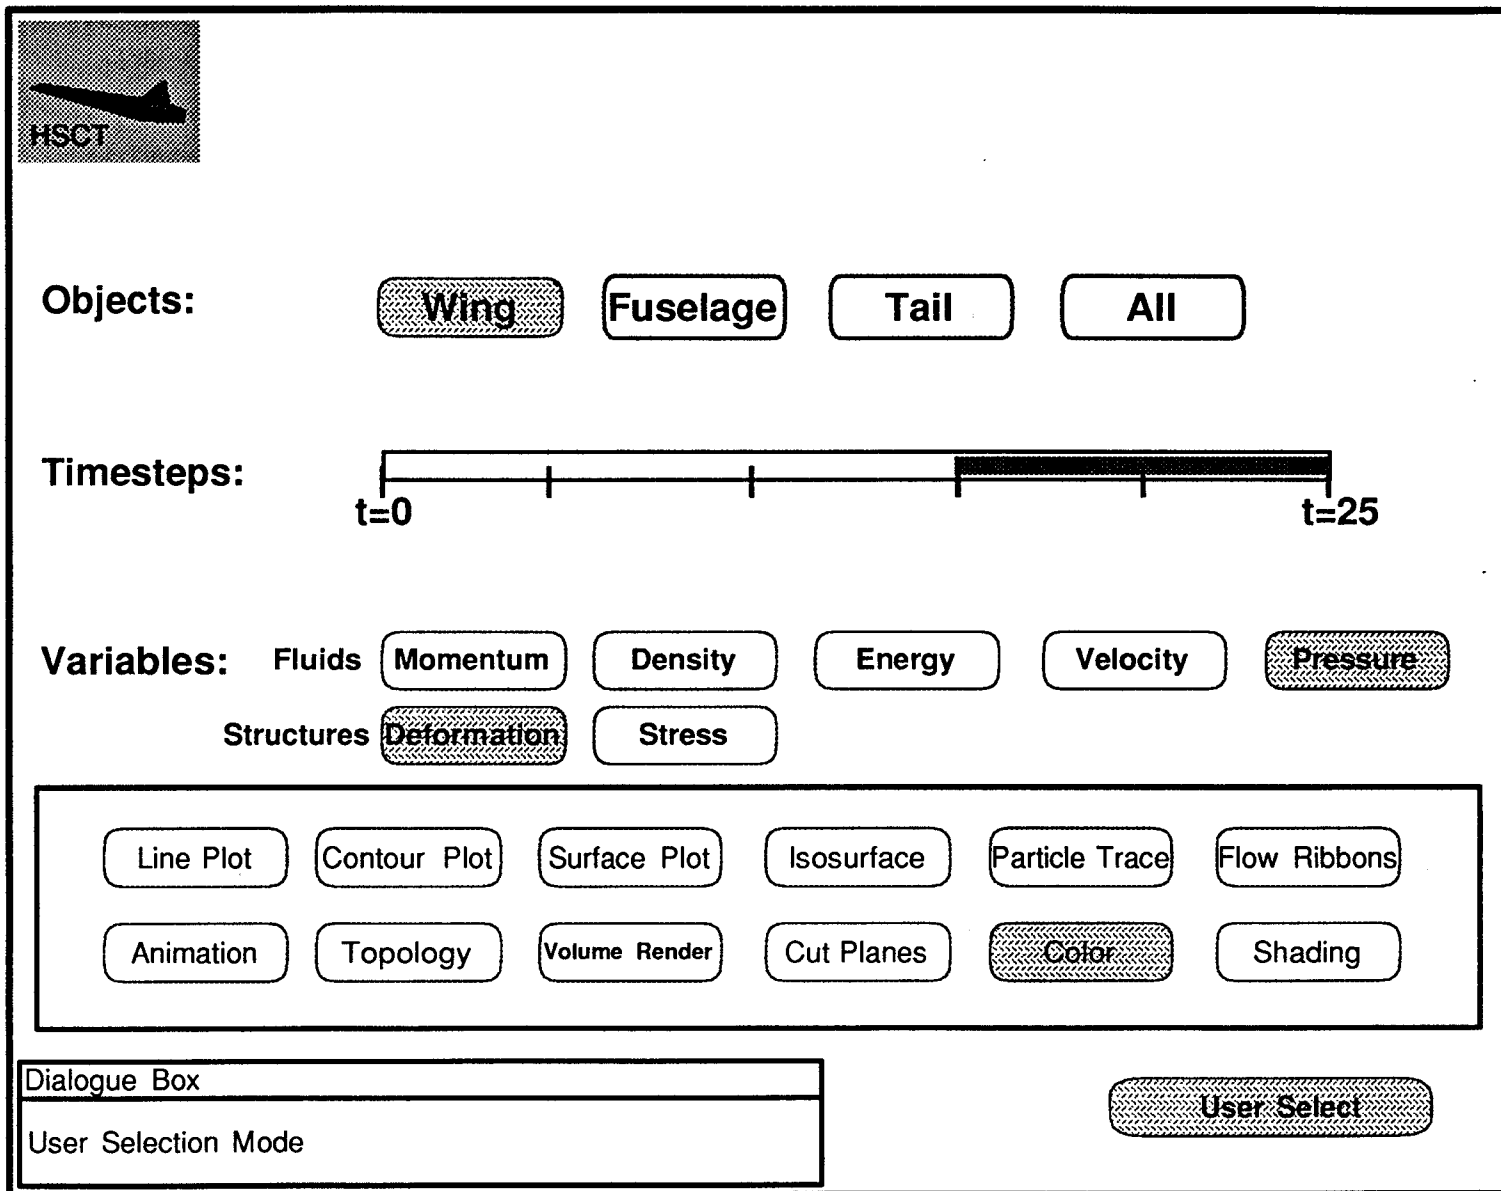 HSCT
Objects: Wing Fuselage Tail All
Timesteps:
t=0 t=25
Variables: Fluids Momentum Density Energy Velocity Pressure
Structures Deformation Stress
Line Plot Contour Plot Surface Plot Isosurface Particle Trace Flow Ribbons
Animation Topology Volume Render Cut Planes Color Shading
Dialogue Box
User Select
User Selection Mode